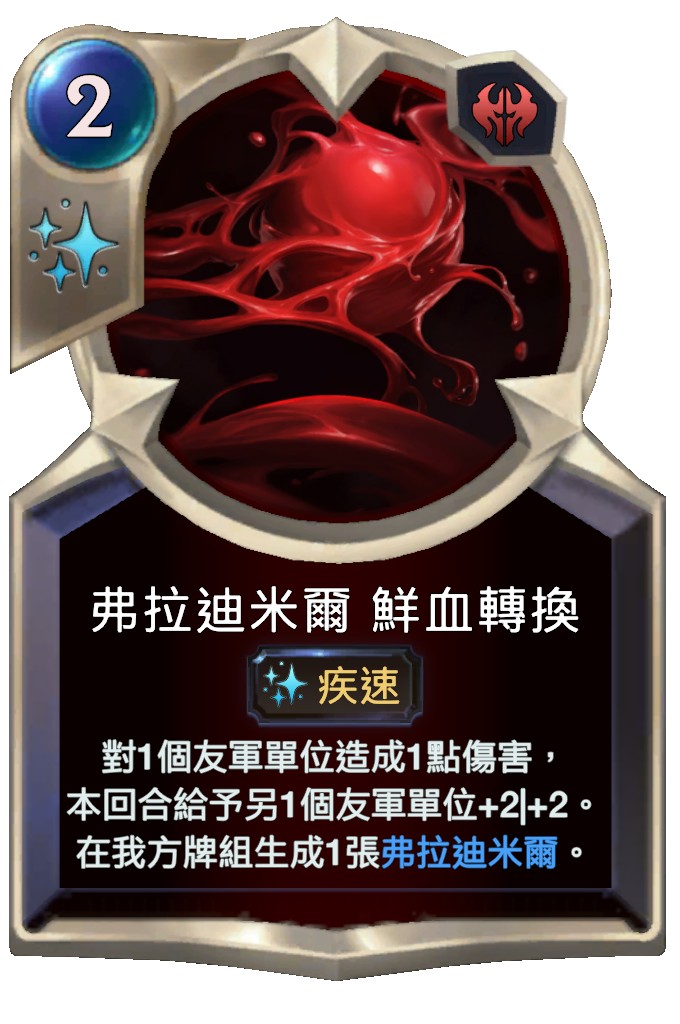 2
弗拉迪米爾 鮮血轉換
疾速
對1個友軍單位造成1點傷害，
本回合給予另1個友軍單位+2|+2。
在我方牌組生成1張弗拉迪米爾。